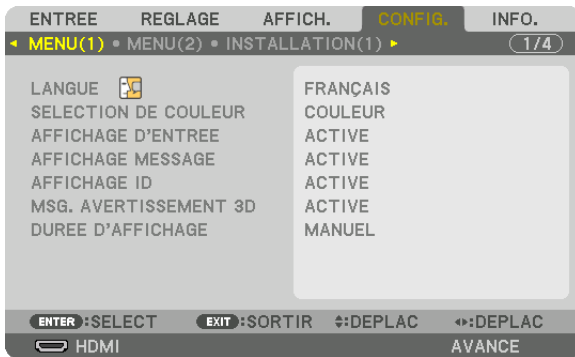 ENTREE REGLAGE AFFICH. CONFIG. INFO.
MENU(1) • MENU(2) • INSTALLATION(1) 1/4
LANGUE FRANÇAIS
SELECTION DE COULEUR COULEUR
AFFICHAGE D'ENTREE ACTIVE
AFFICHAGE MESSAGE ACTIVE
AFFICHAGE ID ACTIVE
MSG. AVERTISSEMENT 3D ACTIVE
DUREE D'AFFICHAGE MANUEL
ENTER :SELECT EXIT :SORTIR :DEPLAC :DEPLAC
HDMI AVANCE